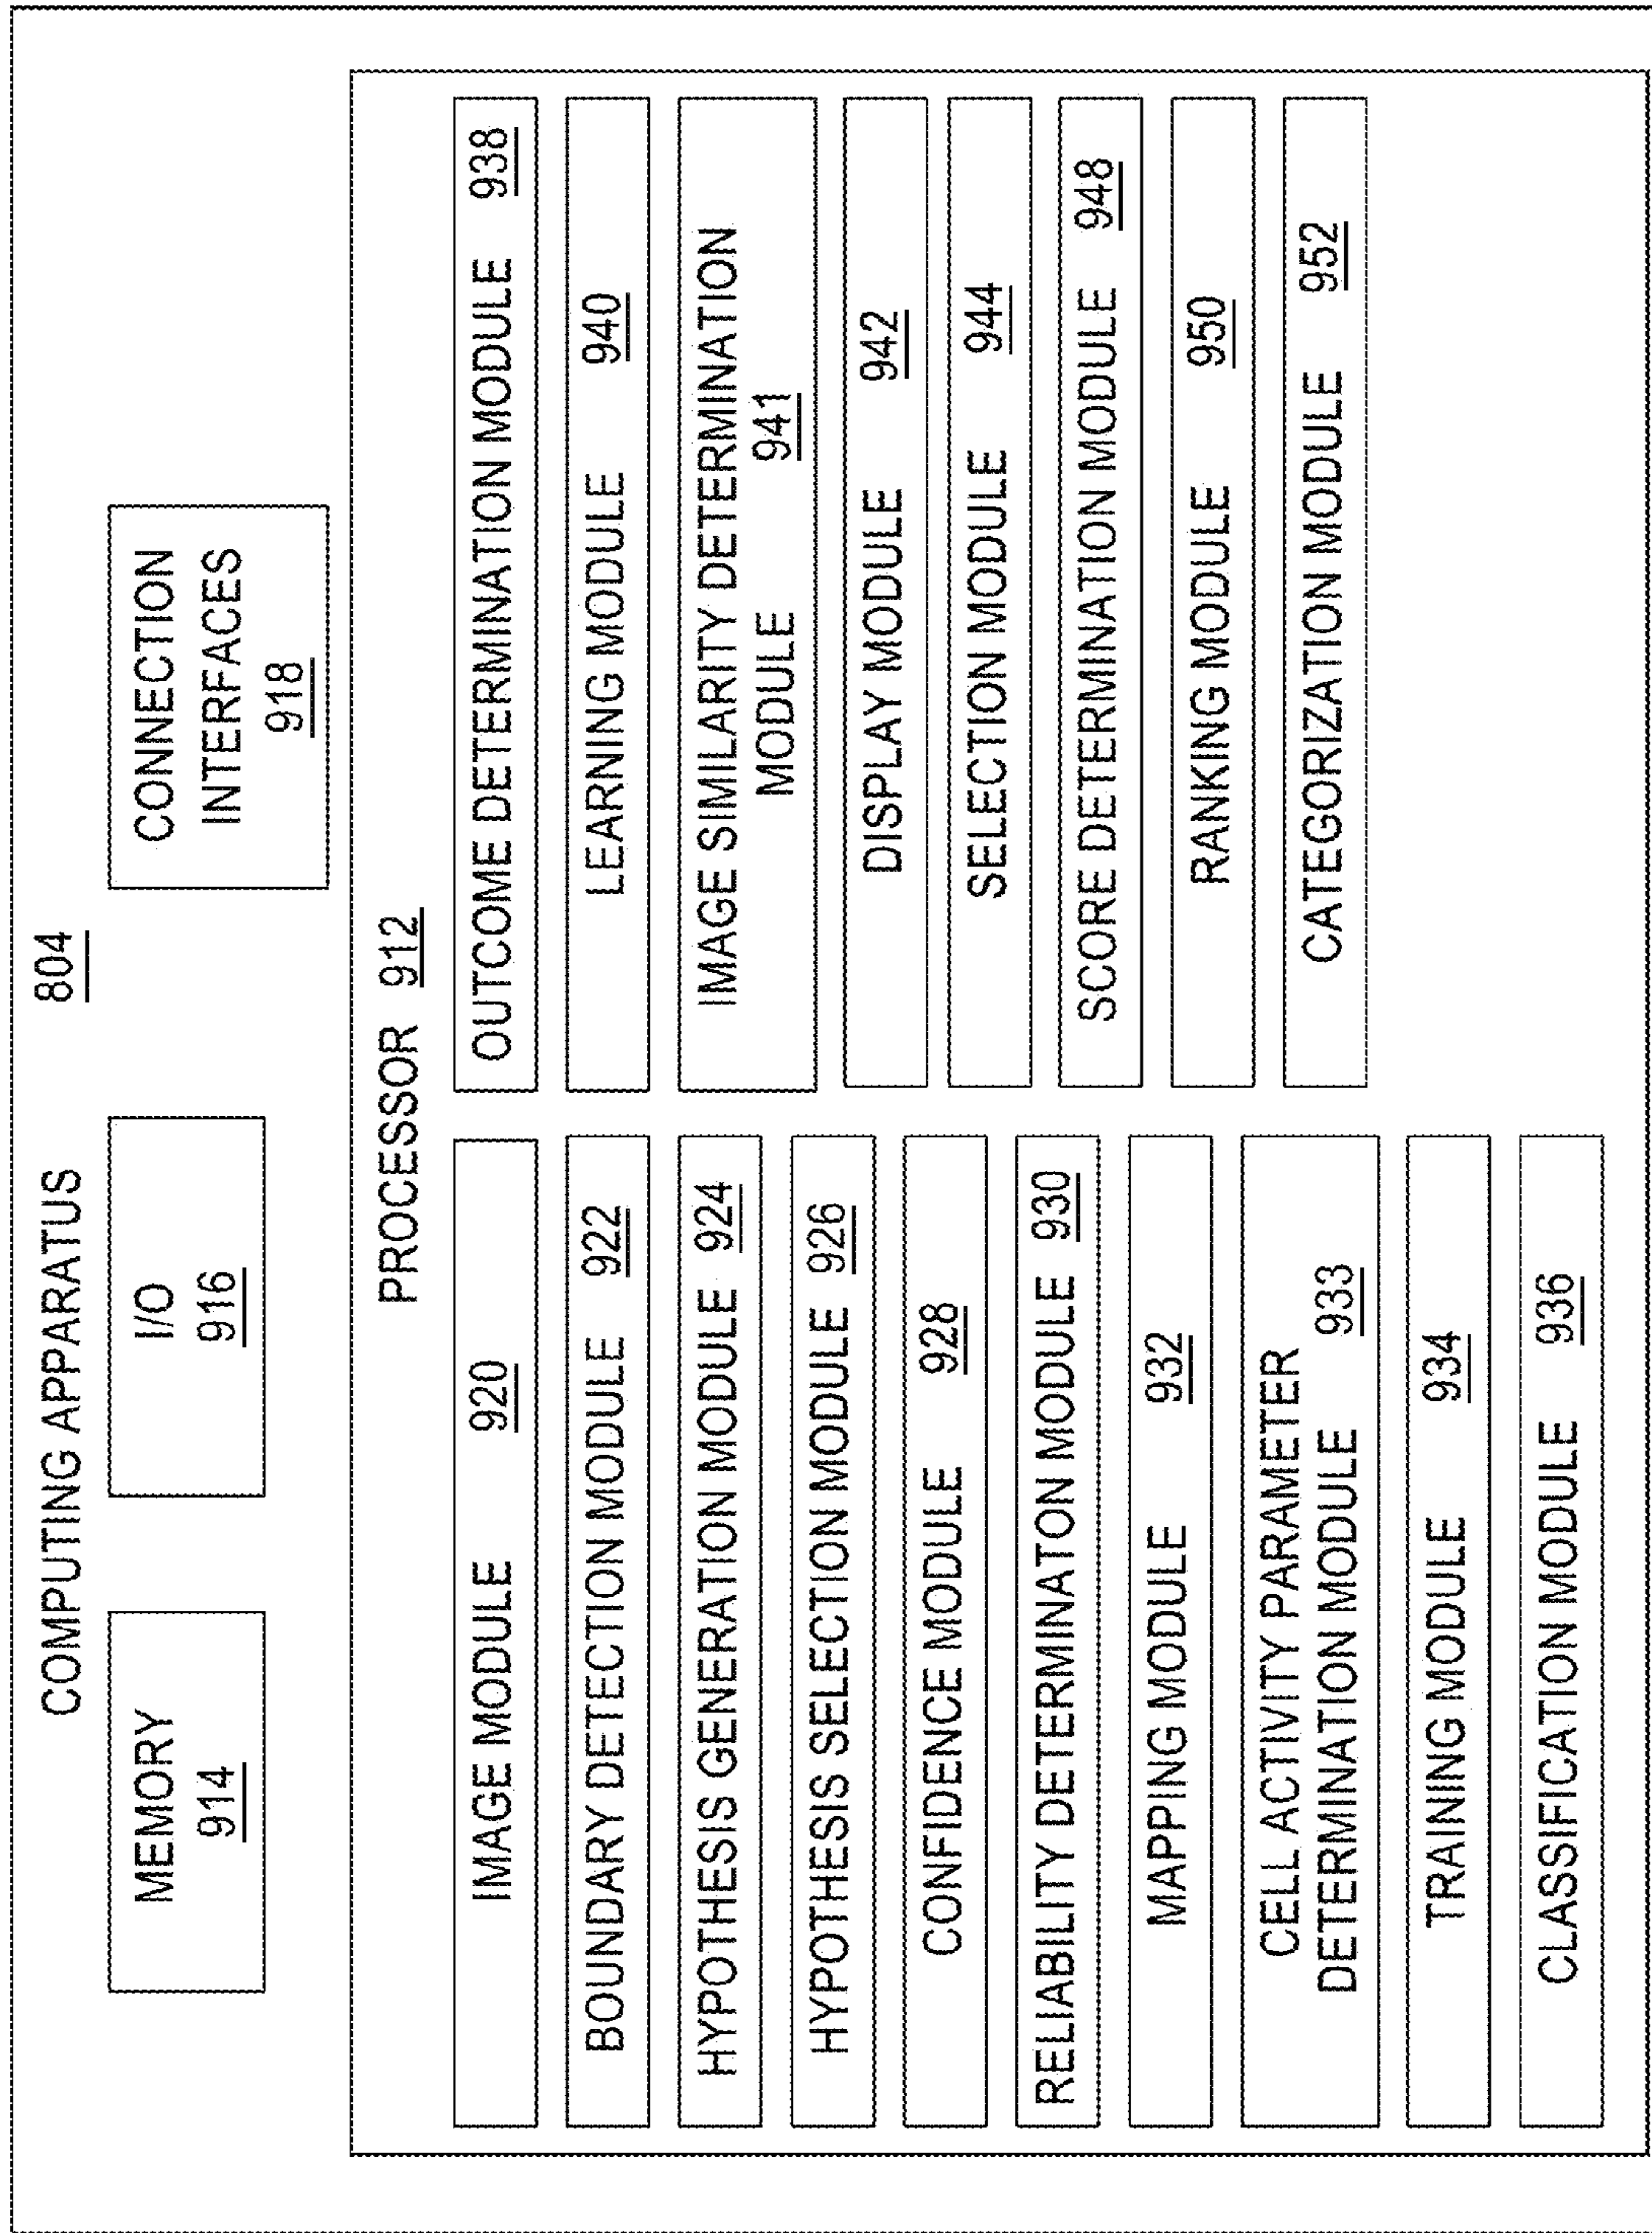 COMPUTING APPARATUS 804
MEMORY
914
I/O
916
CONNECTION
INTERFACES
918
PROCESSOR 912
IMAGE MODULE 920
BOUNDARY DETECTION MODULE 922
HYPOTHESIS GENERATION MODULE 924
HYPOTHESIS SELECTION MODULE 926
CONFIDENCE MODULE 928
RELIABILITY DETERMINATON MODULE 930
MAPPING MODULE 932
CELL ACTIVITY PARAMETER
DETERMINATION MODULE 933
TRAINING MODULE 934
CLASSIFICATION MODULE 936
OUTCOME DETERMINATION MODULE 938
LEARNING MODULE 940
IMAGE SIMILARITY DETERMINATION
MODULE 941
DISPLAY MODULE 942
SELECTION MODULE 944
SCORE DETERMINATION MODULE 948
RANKING MODULE 950
CATEGORIZATION MODULE 952